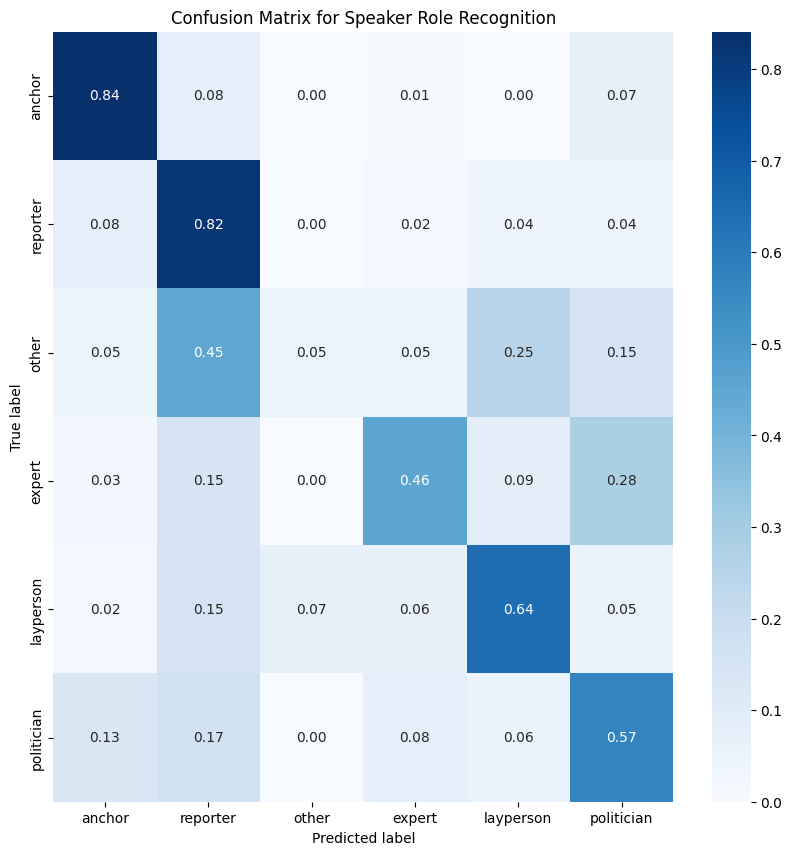 Confusion Matrix for Speaker Role Recognition
True label
anchor 0.84 0.08 0.00 0.01 0.00 0.07
reporter 0.08 0.82 0.00 0.02 0.04 0.04
other 0.05 0.45 0.05 0.05 0.25 0.15
expert 0.03 0.15 0.00 0.46 0.09 0.28
layperson 0.02 0.15 0.07 0.06 0.64 0.05
politician 0.13 0.17 0.00 0.08 0.06 0.57
anchor reporter other expert layperson politician
Predicted label
0.8
0.7
0.6
0.5
0.4
0.3
0.2
0.1
0.0